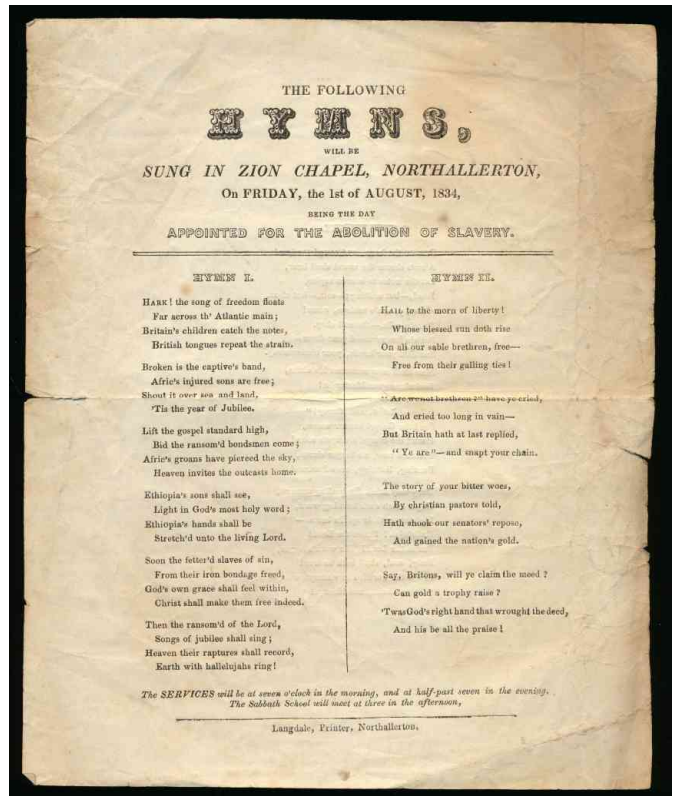 THE FOLLOWING
HYMNS,
WILL BE
SUNG IN ZION CHAPEL, NORTHALLERTON,
On FRIDAY, the 1st of AUGUST, 1834,
BEING THE DAY
APPOINTED FOR THE ABOLITION OF SLAVERY.
HYMN I.
HARK! the song of freedom floats
Far across th' Atlantic main;
Britain's children catch the notes,
British tongues repeat the strain.
Broken is the captive's band,
Afric's injured sons are free;
Shout it over sea and land,
'Tis the year of Jubilee.
Lift the gospel standard high,
Bid the ransom'd bondsmen come;
Afric's groans have pierced the sky,
Heaven invites the outcasts home.
Ethiopia's sons shall see,
Light in God's most holy word;
Ethiopia's hands shall be
Stretch'd unto the living Lord.
Soon the fetter'd slaves of sin,
From their iron bondage freed,
God's own grace shall feel within,
Christ shall make them free indeed.
Then the ransom'd of the Lord,
Songs of jubilee shall sing;
Heaven their raptures shall record,
Earth with hallelujahs ring!
HYMN II.
HAIL to the morn of liberty!
Whose blessed sun doth rise
On all our sable brethren, free—
Free from their galling ties!
"Are we not brethren?" have ye cried,
And cried too long in vain—
But Britain hath at last replied,
"Ye are"—and snapt your chain.
The story of your bitter woes,
By christian pastors told,
Hath shook our senators' repose,
And gained the nation's gold.
Say, Britons, will ye claim the meed?
Can gold a trophy raise?
'Twas God's right hand that wrought the deed,
And his be all the praise!
The SERVICES will be at seven o'clock in the morning, and at half-past seven in the evening.
The Sabbath School will meet at three in the afternoon,
Langdale, Printer, Northallerton.